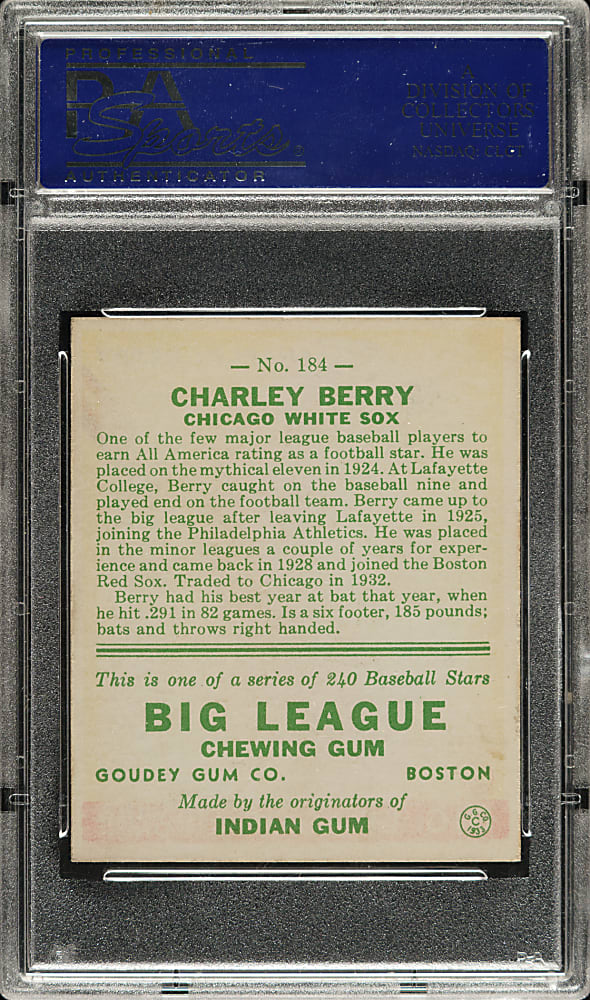 PROFESSIONAL
PSA
Sports
AUTHENTICATOR
A
DIVISION OF
COLLECTORS
UNIVERSE
NASDAQ: CLCT
— No. 184 —
CHARLEY BERRY
CHICAGO WHITE SOX
One of the few major league baseball players to
earn All America rating as a football star. He was
placed on the mythical eleven in 1924. At Lafayette
College, Berry caught on the baseball nine and
played end on the football team. Berry came up to
the big league after leaving Lafayette in 1925,
joining the Philadelphia Athletics. He was placed
in the minor leagues a couple of years for exper-
ience and came back in 1928 and joined the Boston
Red Sox. Traded to Chicago in 1932.
Berry had his best year at bat that year, when
he hit .291 in 82 games. Is a six footer, 185 pounds;
bats and throws right handed.
This is one of a series of 240 Baseball Stars
BIG LEAGUE
CHEWING GUM
GOUDEY GUM CO. BOSTON
Made by the originators of
INDIAN GUM
G G CO.
C
1933
PSA